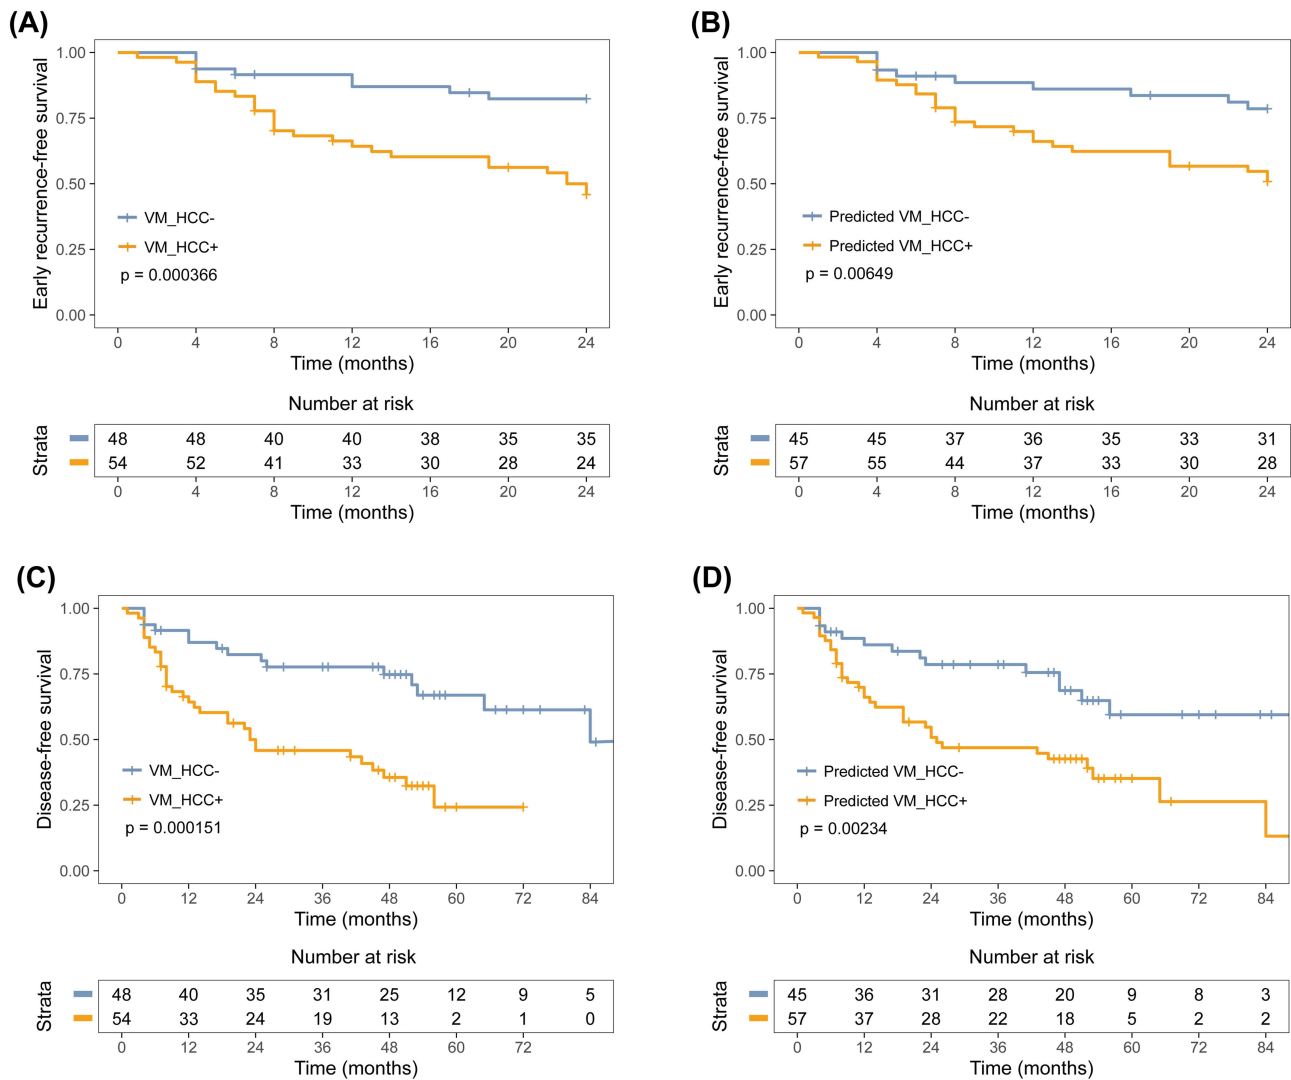 (A)
Early recurrence-free survival
1.00
0.75
0.50
0.25
0.00
VM_HCC-
VM_HCC+
p = 0.000366
0 4 8 12 16 20 24
Time (months)
Number at risk
Strata
48 48 40 40 38 35 35
54 52 41 33 30 28 24
0 4 8 12 16 20 24
Time (months)
(B)
Early recurrence-free survival
1.00
0.75
0.50
0.25
0.00
Predicted VM_HCC-
Predicted VM_HCC+
p = 0.00649
0 4 8 12 16 20 24
Time (months)
Number at risk
Strata
45 45 37 36 35 33 31
57 55 44 37 33 30 28
0 4 8 12 16 20 24
Time (months)
(C)
Disease-free survival
1.00
0.75
0.50
0.25
0.00
VM_HCC-
VM_HCC+
p = 0.000151
0 12 24 36 48 60 72 84
Time (months)
Number at risk
Strata
48 40 35 31 25 12 9 5
54 33 24 19 13 2 1 0
0 12 24 36 48 60 72
Time (months)
(D)
Disease-free survival
1.00
0.75
0.50
0.25
0.00
Predicted VM_HCC-
Predicted VM_HCC+
p = 0.00234
0 12 24 36 48 60 72 84
Time (months)
Number at risk
Strata
45 36 31 28 20 9 8 3
57 37 28 22 18 5 2 2
0 12 24 36 48 60 72 84
Time (months)